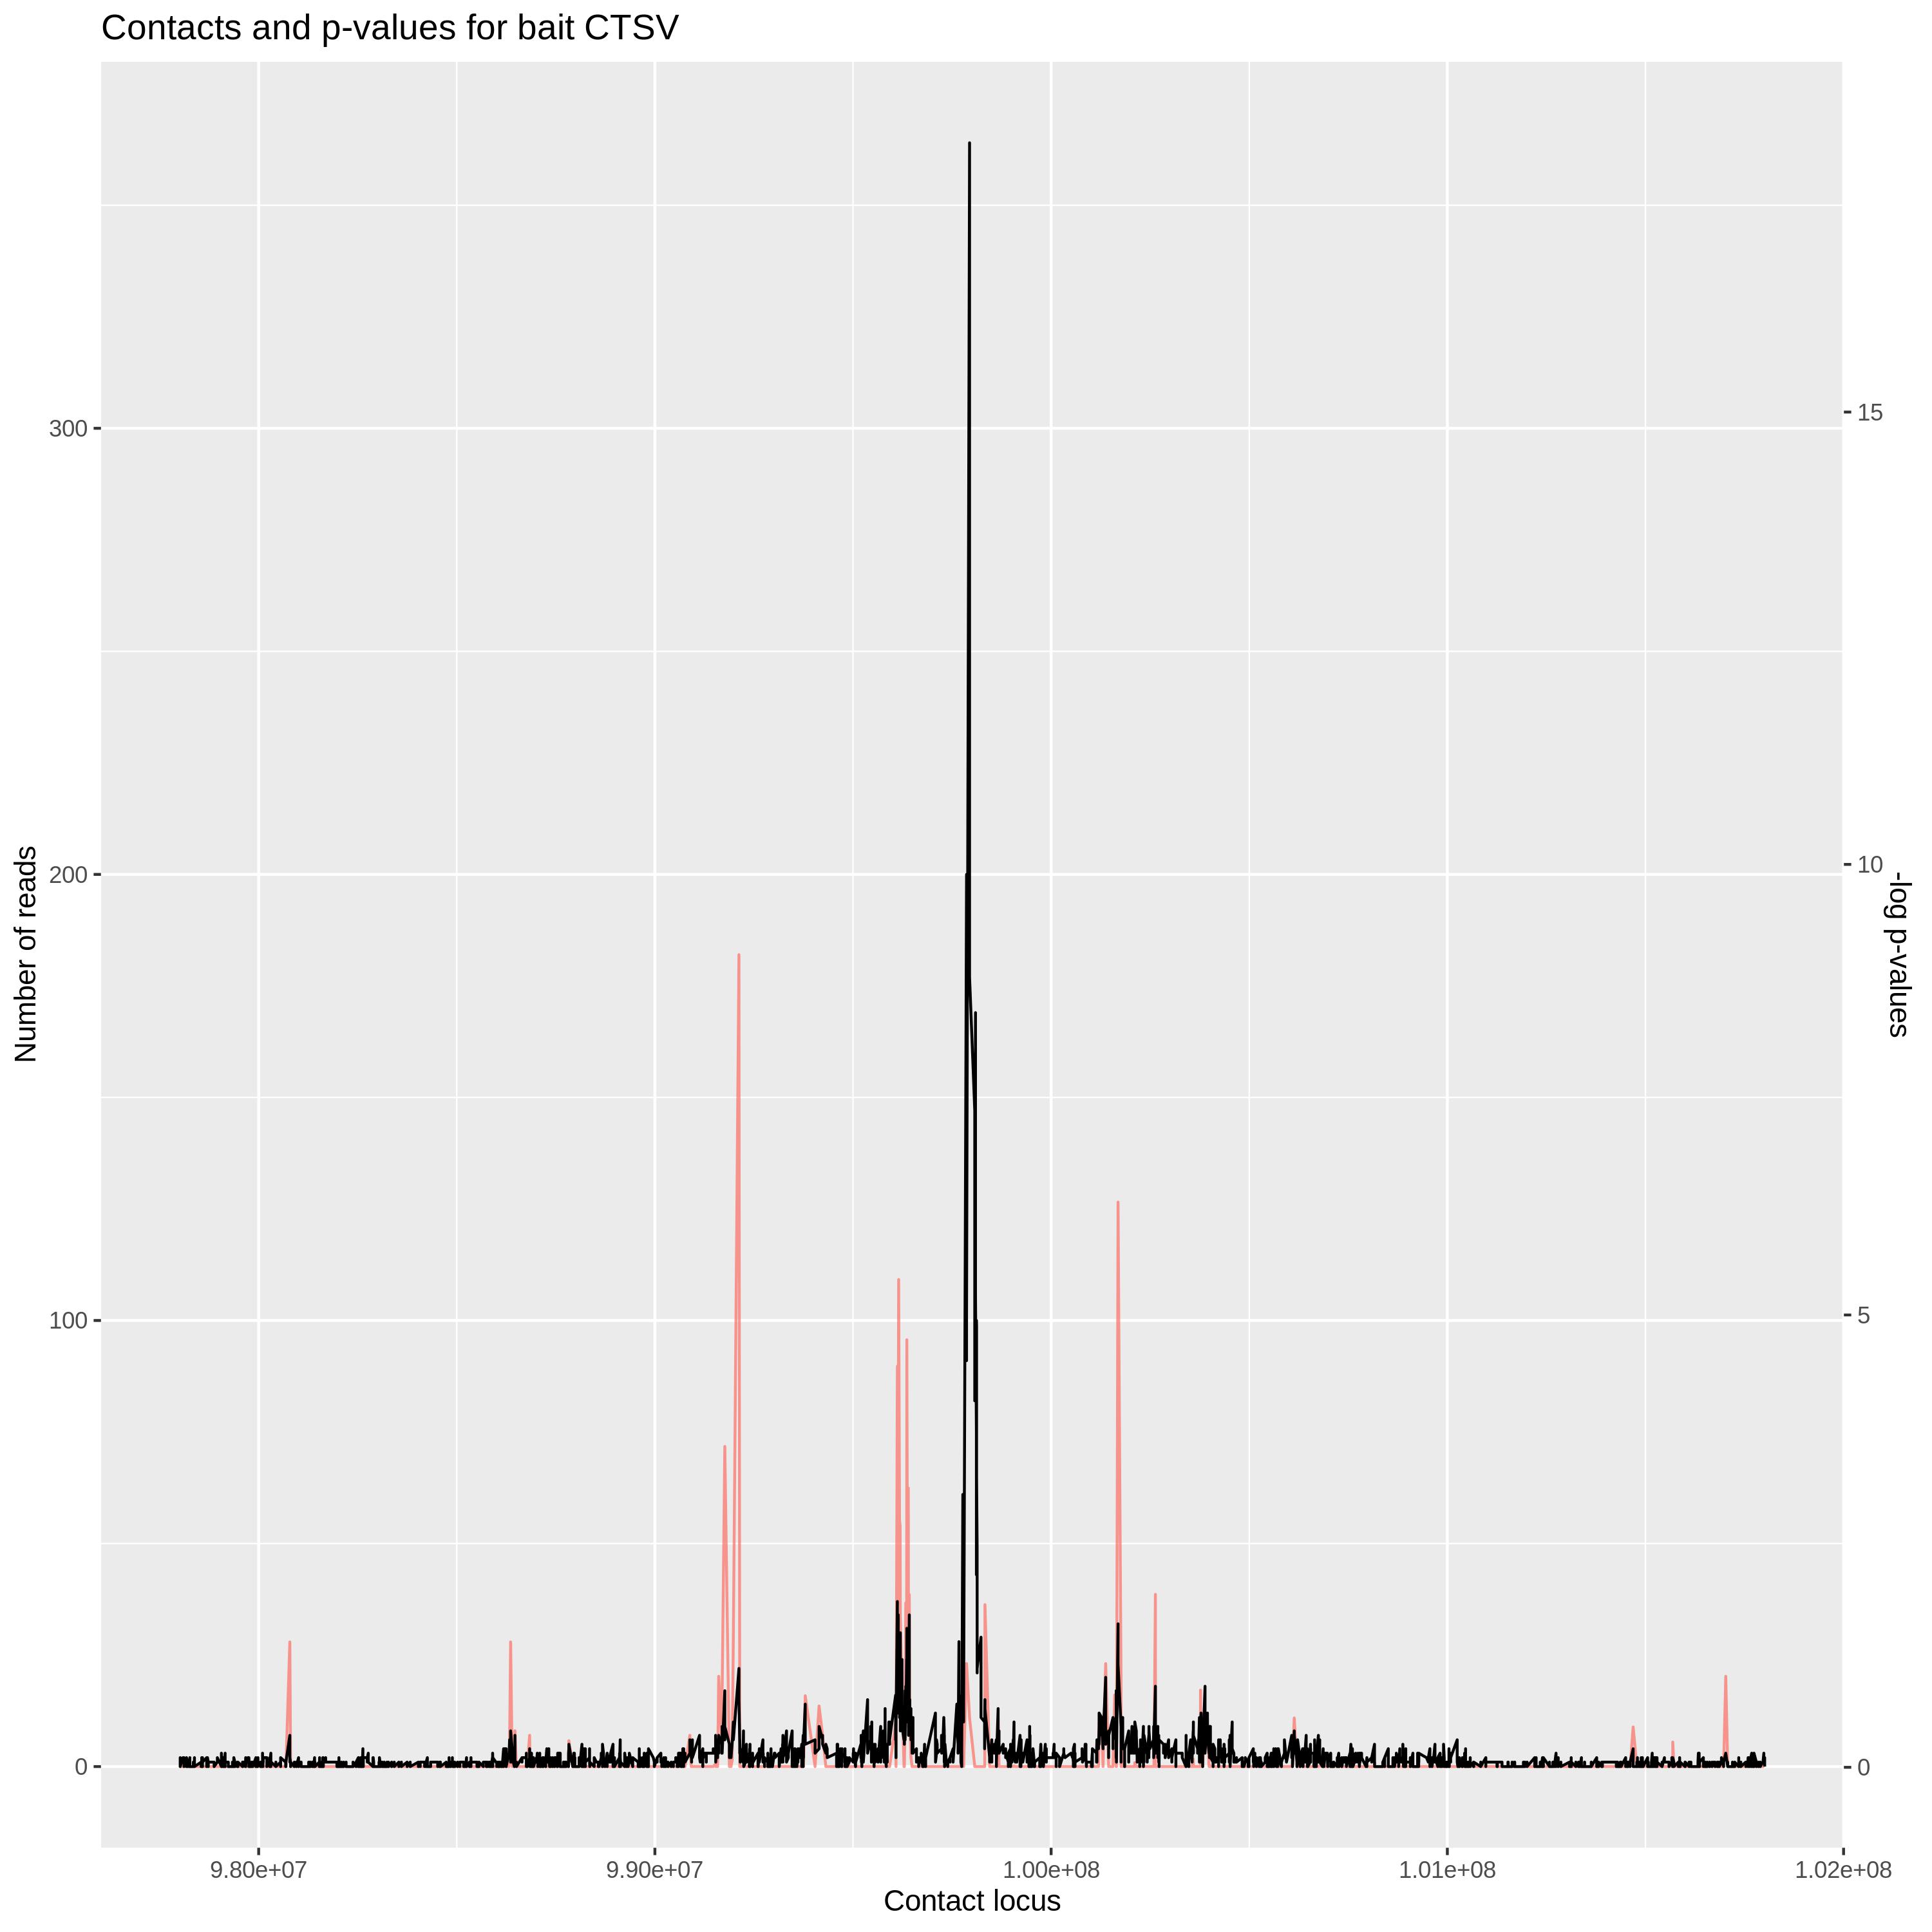 Contacts and p-values for bait CTSV
300
200
100
0
Number of reads
15
10
5
0
-log p-values
9.80e+07
9.90e+07
1.00e+08
1.01e+08
1.02e+08
Contact locus